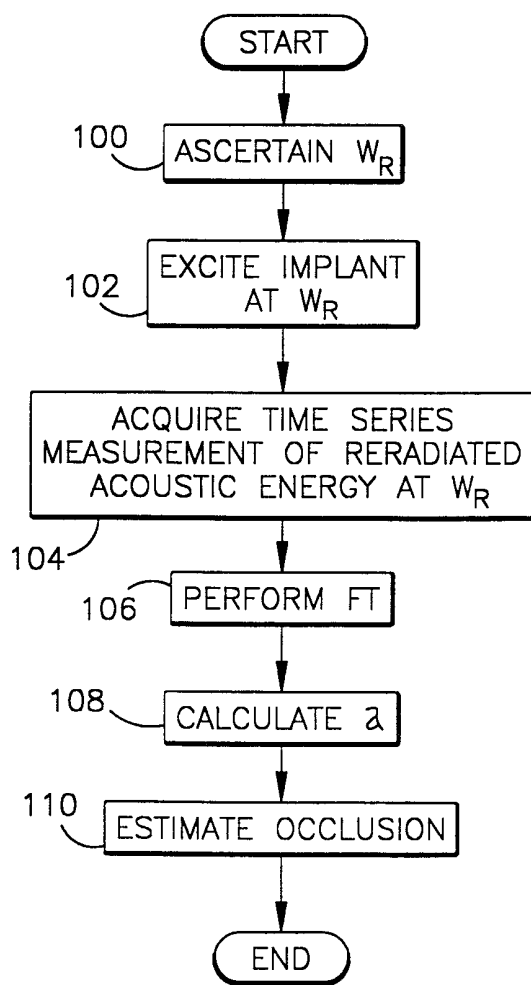 START
100
ASCERTAIN W_R
102
EXCITE IMPLANT
AT W_R
ACQUIRE TIME SERIES
MEASUREMENT OF RERADIATED
ACOUSTIC ENERGY AT W_R
104
106
PERFORM FT
108
CALCULATE a
110
ESTIMATE OCCLUSION
END